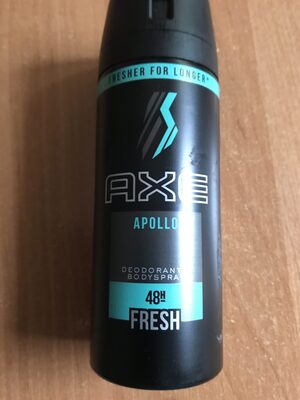 FRESHER FOR LONGER*
AXE
APOLLO
DEODORANT
BODYSPRAY
48H
FRESH